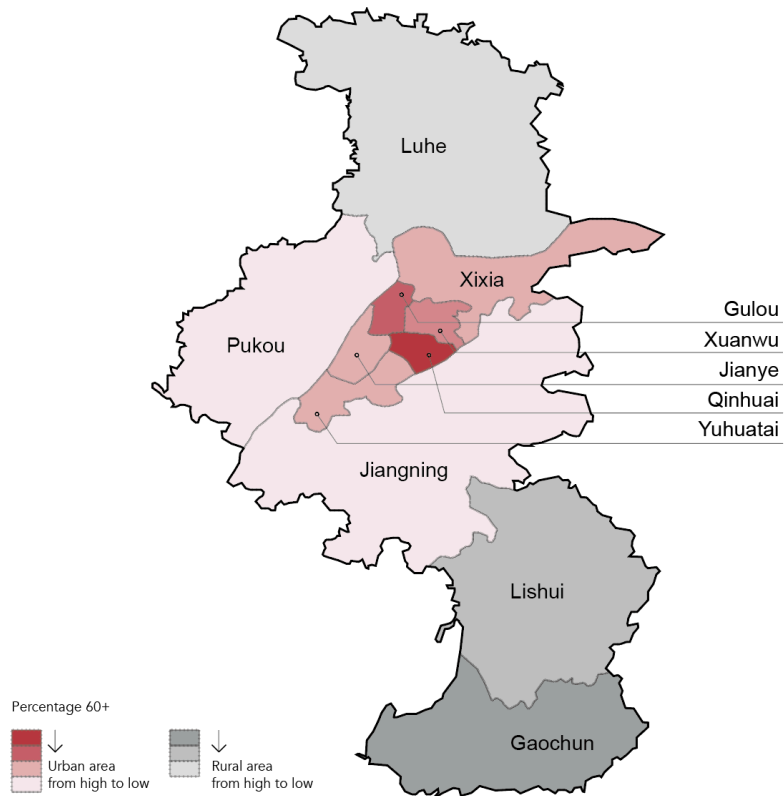 Luhe
Xixia
Gulou
Xuanwu
Pukou
Jianye
Qinhuai
Yuhuatai
Jiangning
Lishui
Gaochun
Percentage 60+
Urban area
from high to low
Rural area
from high to low